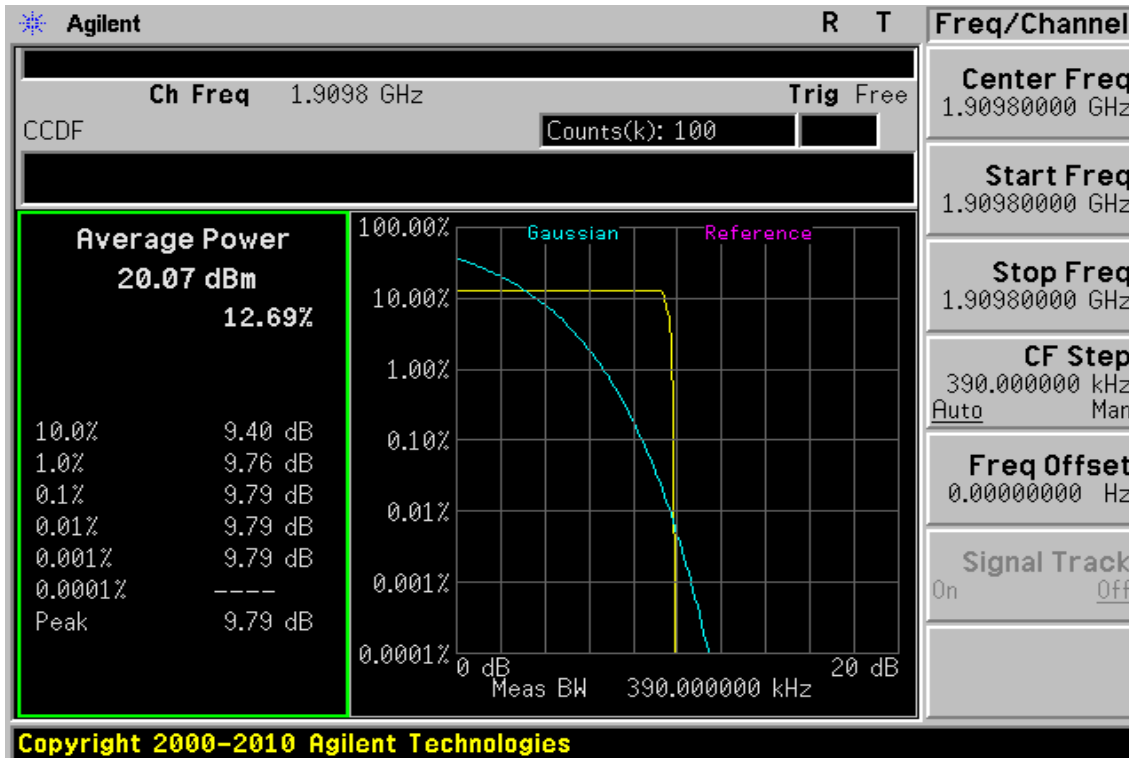 Agilent R T
Ch Freq 1.9098 GHz Trig Free
CCDF
Counts(k): 100
Average Power
20.07 dBm
12.69%
10.0% 9.40 dB
1.0% 9.76 dB
0.1% 9.79 dB
0.01% 9.79 dB
0.001% 9.79 dB
0.0001% ----
Peak 9.79 dB
Gaussian Reference
100.00%
10.00%
1.00%
0.10%
0.01%
0.001%
0.0001%
0 dB 20 dB
Meas BW 390.000000 kHz
Freq/Channel
Center Freq
1.90980000 GHz
Start Freq
1.90980000 GHz
Stop Freq
1.90980000 GHz
CF Step
390.000000 kHz
Auto Man
Freq Offset
0.00000000 Hz
Signal Track
On Off
Copyright 2000-2010 Agilent Technologies